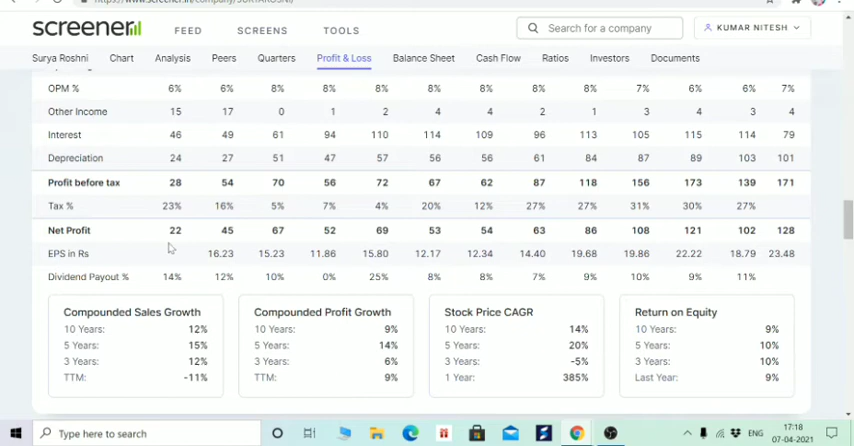 screener
FEED SCREENS TOOLS
Search for a company
KUMAR NITESH
Surya Roshni Chart Analysis Peers Quarters Profit & Loss Balance Sheet Cash Flow Ratios Investors Documents
OPM % 6% 6% 8% 8% 8% 8% 8% 8% 8% 7% 6% 6% 7%
Other Income 15 17 0 1 2 4 4 2 1 3 4 3 4
Interest 46 49 61 94 110 114 109 96 113 105 115 114 79
Depreciation 24 27 51 47 57 56 56 61 84 87 89 103 101
Profit before tax 28 54 70 56 72 67 62 87 118 156 173 139 171
Tax % 23% 16% 5% 7% 4% 20% 12% 27% 27% 31% 30% 27%
Net Profit 22 45 67 52 69 53 54 63 86 108 121 102 128
EPS in Rs 16.23 15.23 11.86 15.80 12.17 12.34 14.40 19.68 19.86 22.22 18.79 23.48
Dividend Payout % 14% 12% 10% 0% 25% 8% 8% 7% 9% 10% 9% 11%
Compounded Sales Growth
10 Years: 12%
5 Years: 15%
3 Years: 12%
TTM: -11%
Compounded Profit Growth
10 Years: 9%
5 Years: 14%
3 Years: 6%
TTM: 9%
Stock Price CAGR
10 Years: 14%
5 Years: 20%
3 Years: -5%
1 Year: 385%
Return on Equity
10 Years: 9%
5 Years: 10%
3 Years: 10%
Last Year: 9%
Type here to search
ENG
17:18
07-04-2021